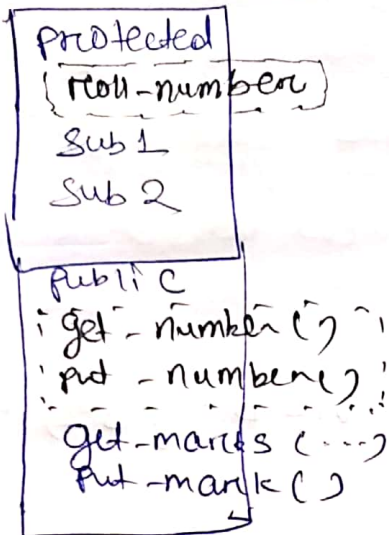 protected
roll-number
Sub 1
Sub 2
public
get-number()
put-number()
get-marks (...)
put-mark()